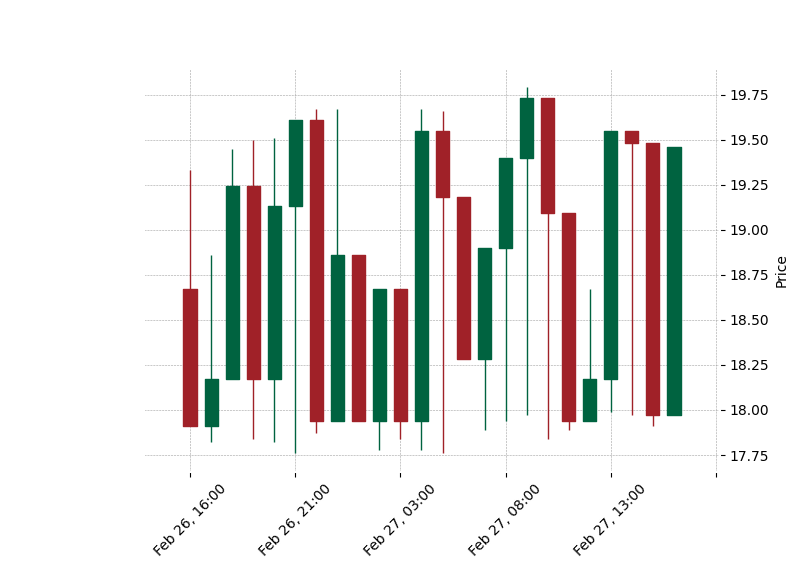 19.75
19.50
19.25
19.00
18.75
18.50
18.25
18.00
17.75
Price
Feb 26, 16:00
Feb 26, 21:00
Feb 27, 03:00
Feb 27, 08:00
Feb 27, 13:00